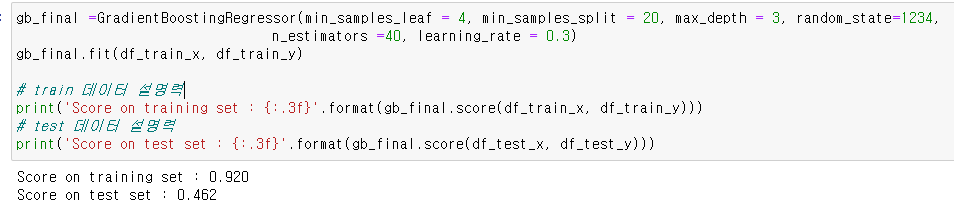 gb_final =GradientBoostingRegressor(min_samples_leaf = 4, min_samples_split = 20, max_depth = 3, random_state=1234,
n_estimators =40, learning_rate = 0.3)
gb_final.fit(df_train_x, df_train_y)
# train 데이터 설명력
print('Score on training set : {:.3f}'.format(gb_final.score(df_train_x, df_train_y)))
# test 데이터 설명력
print('Score on test set : {:.3f}'.format(gb_final.score(df_test_x, df_test_y)))
Score on training set : 0.920
Score on test set : 0.462